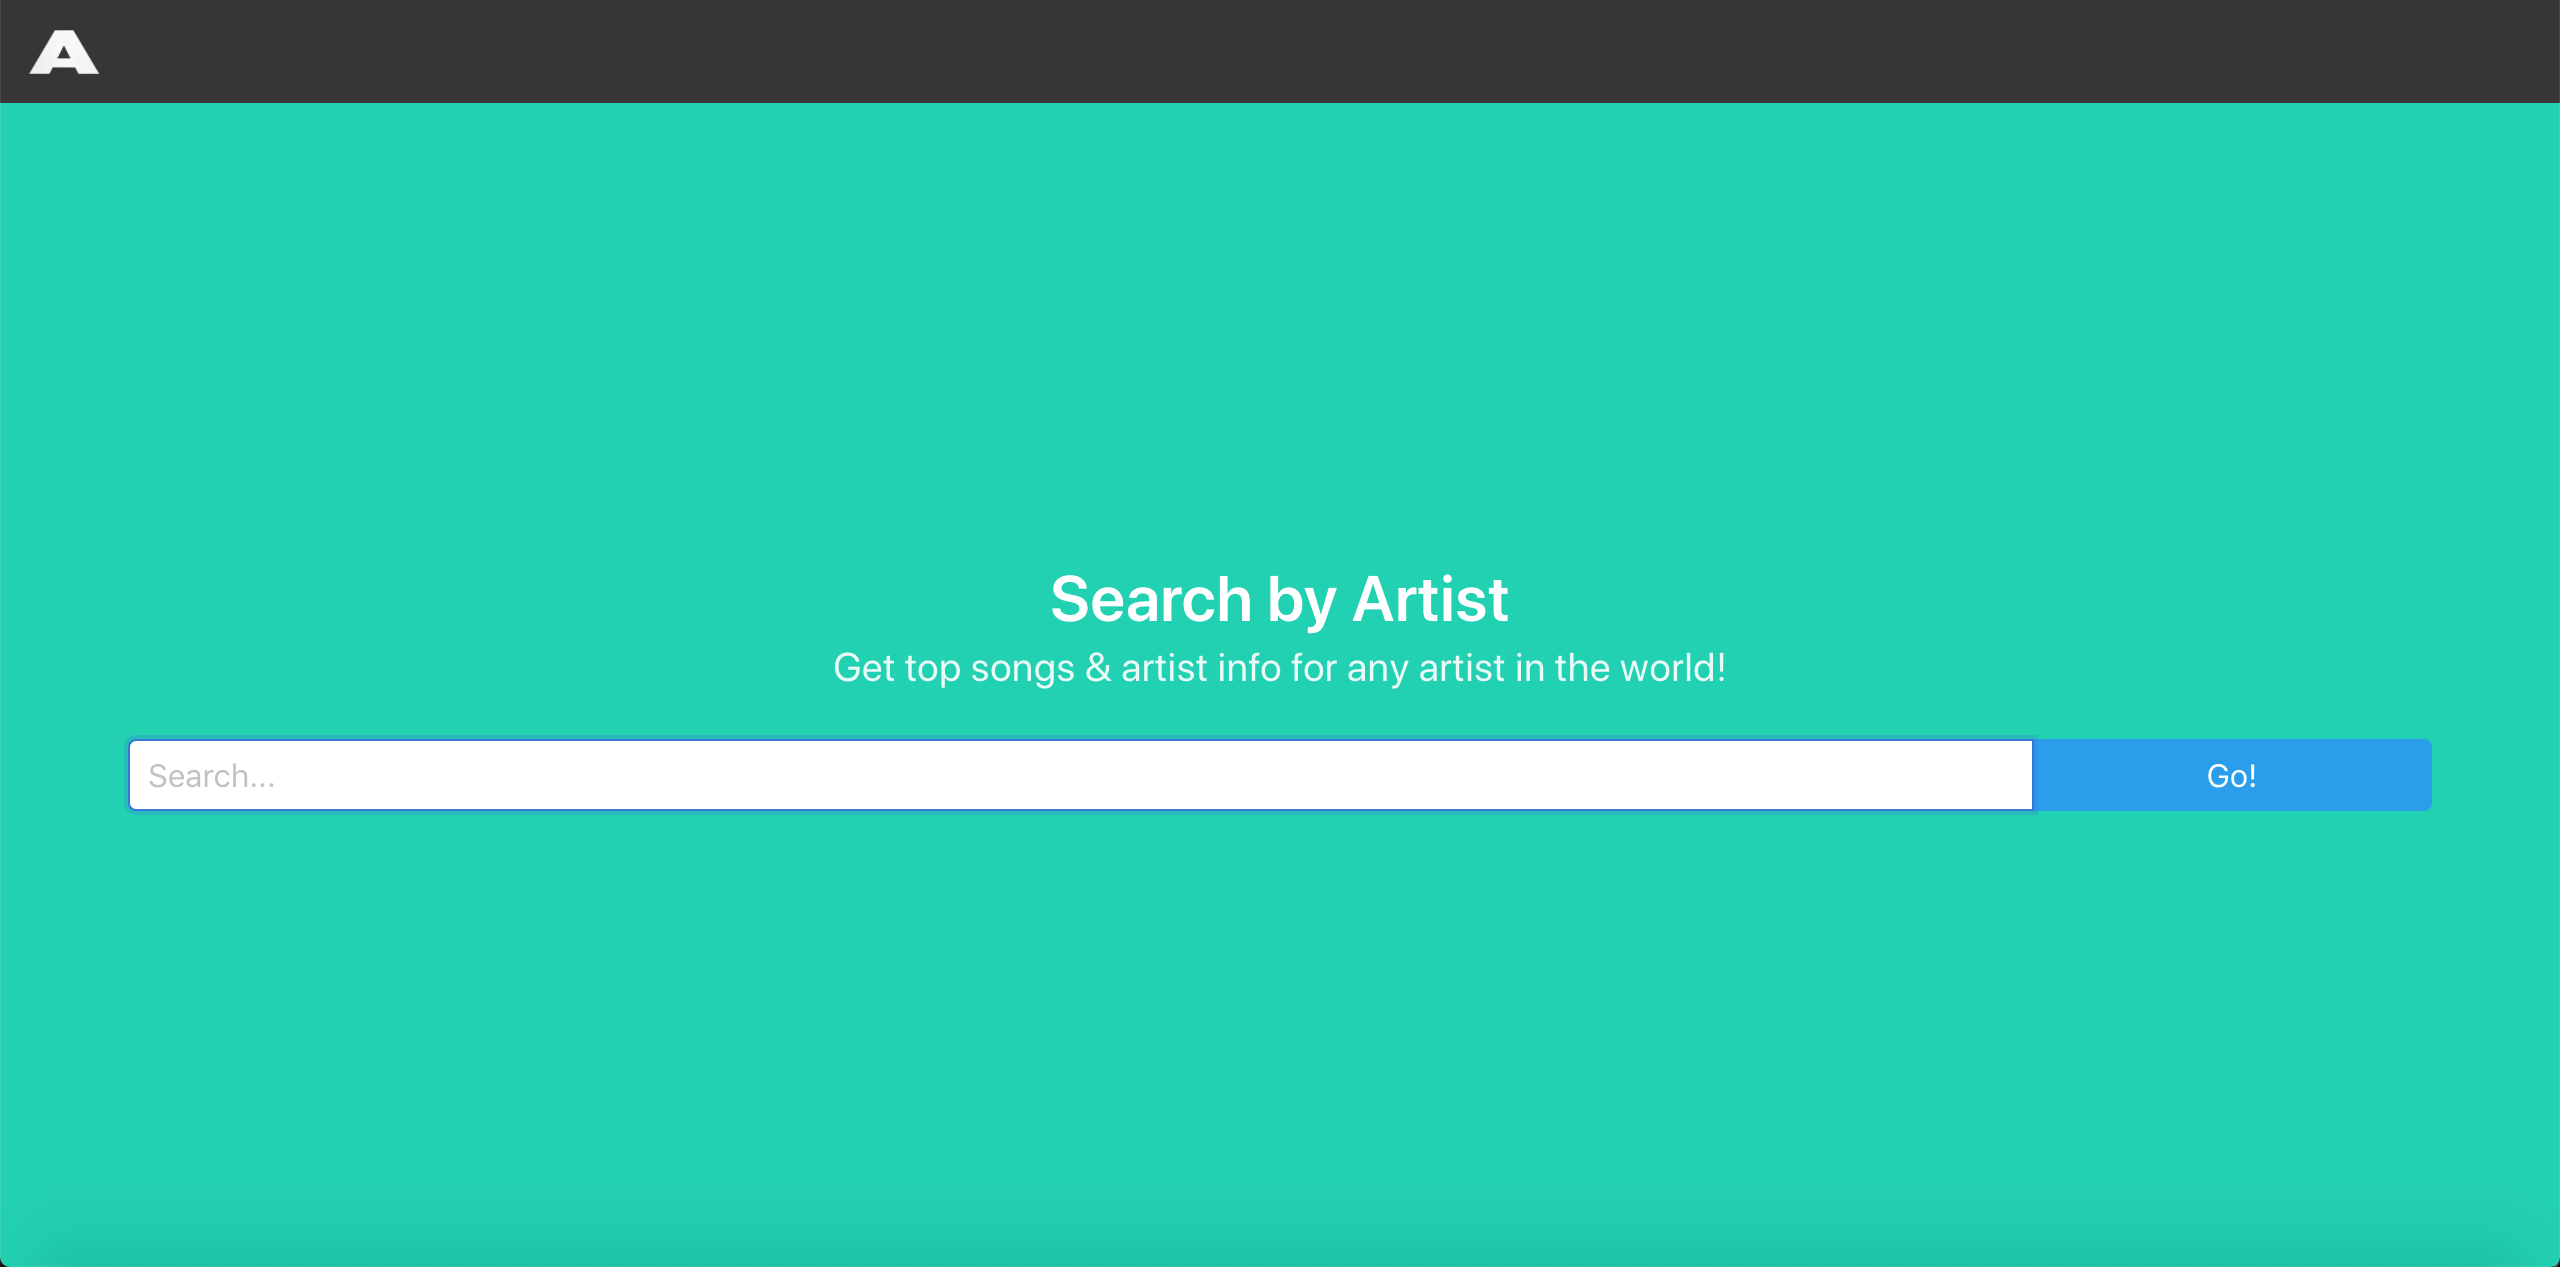 A
Search by Artist
Get top songs & artist info for any artist in the world!
Search...
Go!